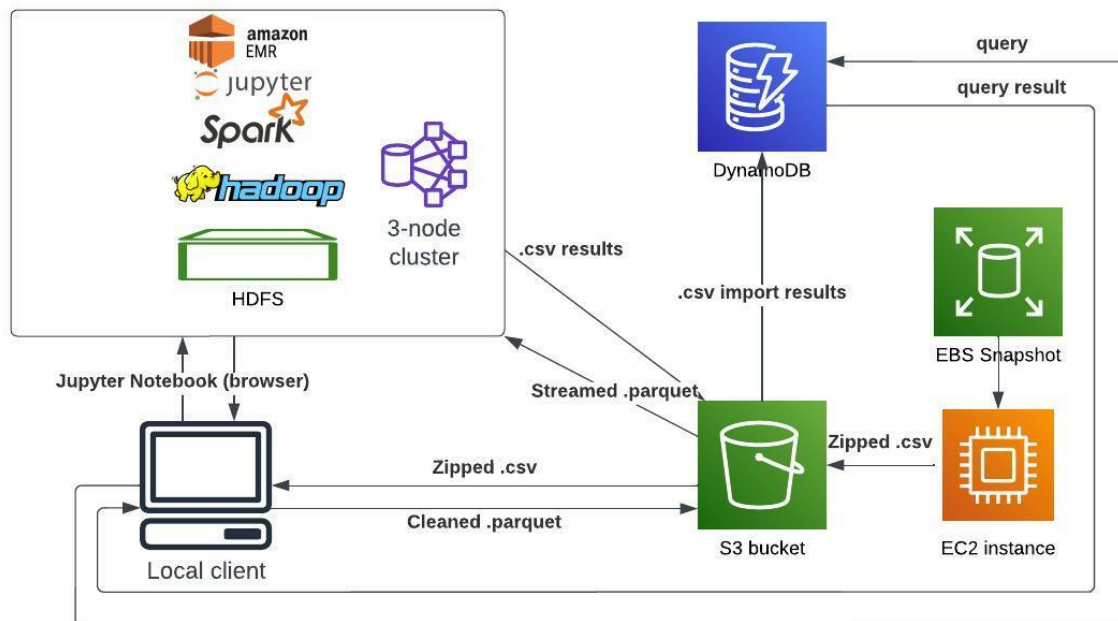 amazon
EMR
jupyter
Spark
hadoop
HDFS
3-node
cluster
DynamoDB
query
query result
.csv results
.csv import results
EBS Snapshot
Jupyter Notebook (browser)
Streamed .parquet
Zipped .csv
Zipped .csv
Cleaned .parquet
S3 bucket
EC2 instance
Local client